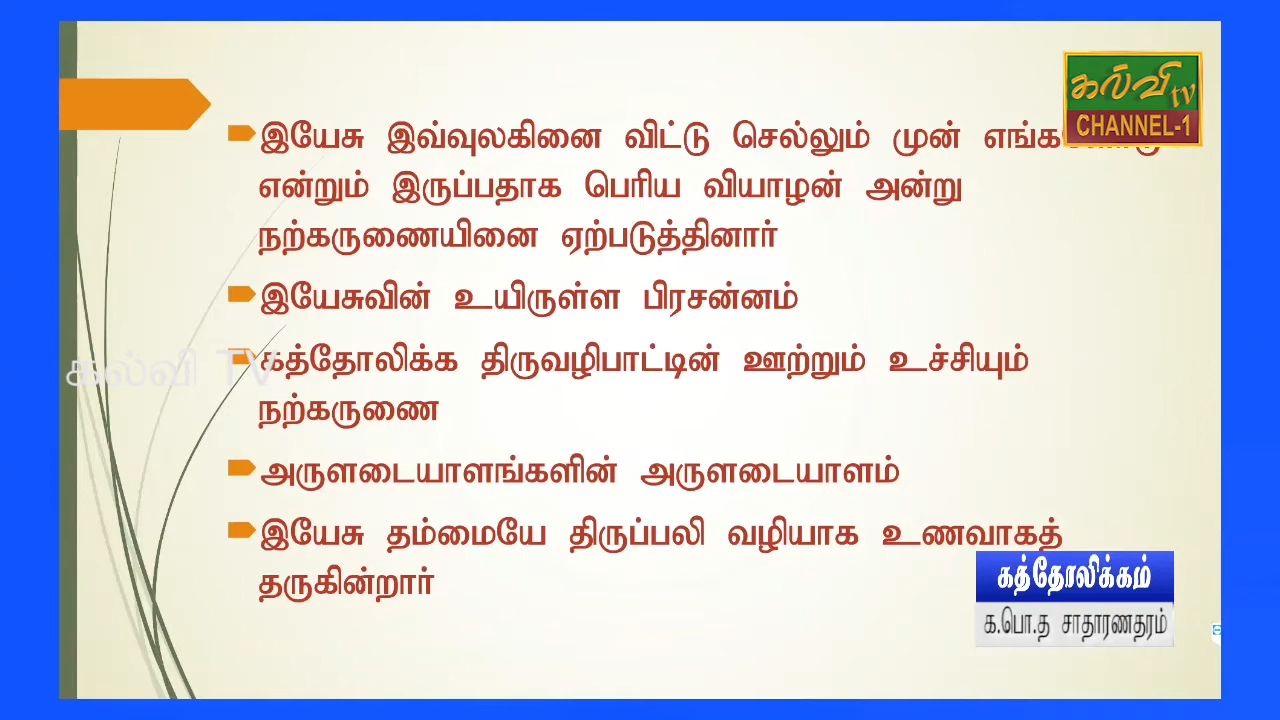 கல்வி tv
CHANNEL-1
இயேசு இவ்வுலகினை விட்டு செல்லும் முன்
என்றும் இருப்பதாக பெரிய வியாழன் அன்று
நற்கருணையினை ஏற்படுத்தினார்
இயேசுவின் உயிருள்ள பிரசன்னம்
கல்வி TV
கத்தோலிக்க திருவழிபாட்டின் ஊற்றும் உச்சியும்
நற்கருணை
அருளடையாளங்களின் அருளடையாளம்
இயேசு தம்மையே திருப்பலி வழியாக உணவாகத்
தருகின்றார்
கத்தோலிக்கம்
க.பொ.த சாதாரணதரம்